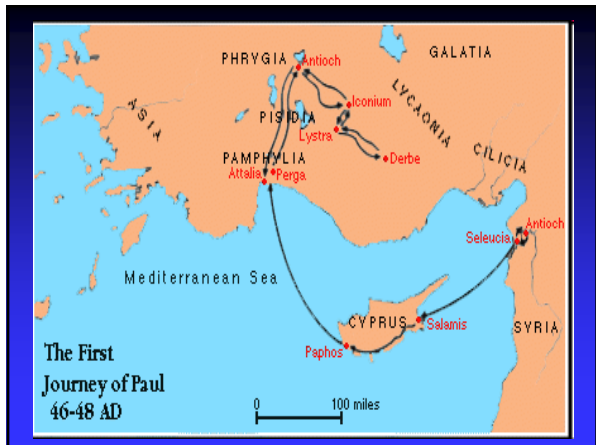 PHRYGIA
Antioch
GALATIA
ASIA
Iconium
LYCAONIA
PISIDIA
Lystra
CILICIA
PAMPHYLIA
Derbe
Attalia
Perga
Antioch
Seleucia
Mediterranean Sea
CYPRUS
Salamis
SYRIA
Paphos
The First
Journey of Paul
46-48 AD
0 100 miles